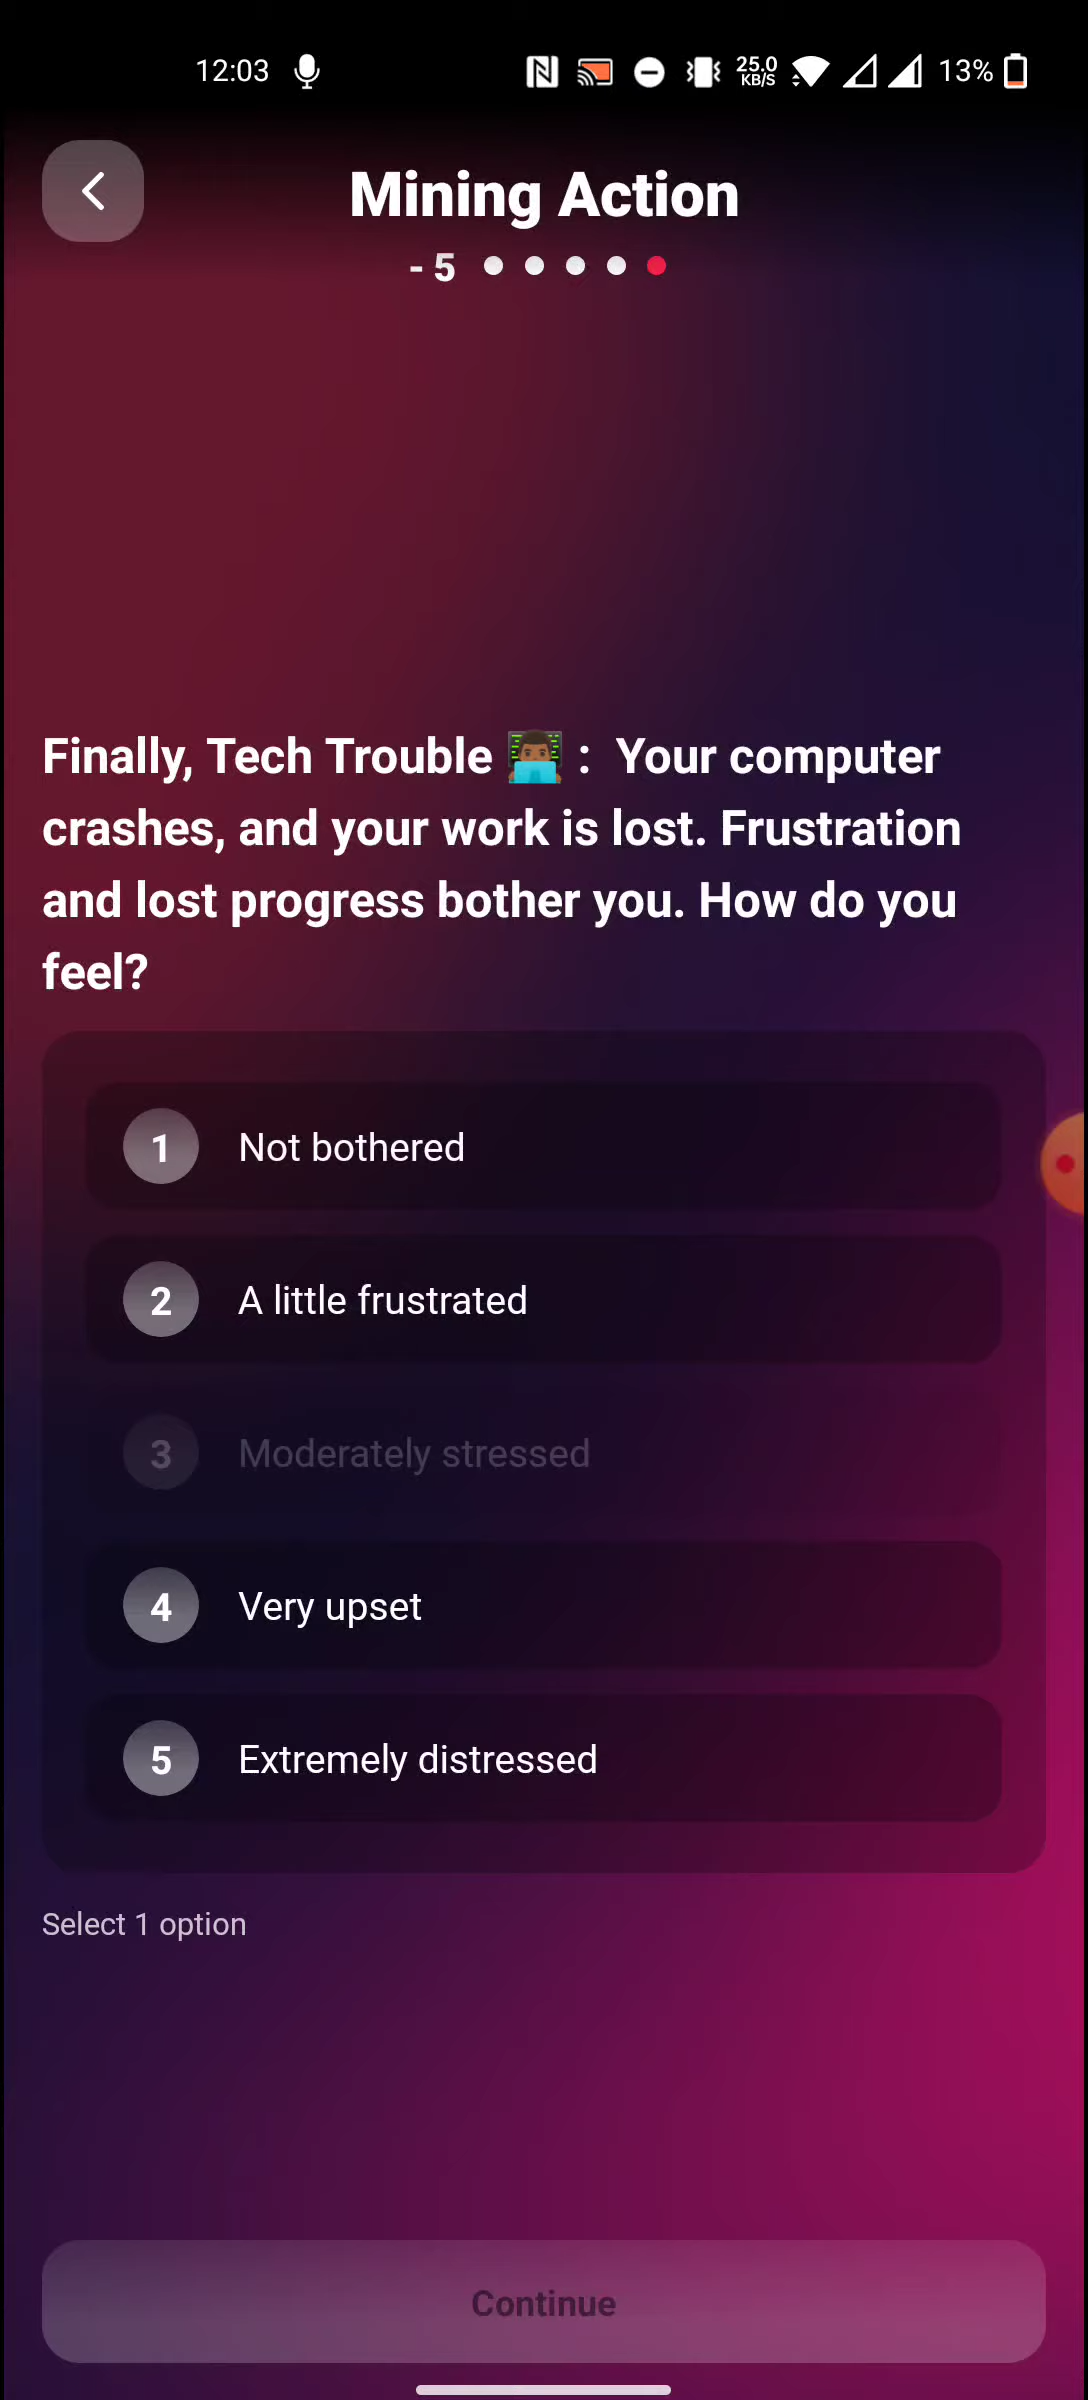 12:03 25.0 KB/S 13%
Mining Action
- 5
Finally, Tech Trouble 👨🏾‍💻 :  Your computer
crashes, and your work is lost. Frustration
and lost progress bother you. How do you
feel?
1 Not bothered
2 A little frustrated
3 Moderately stressed
4 Very upset
5 Extremely distressed
Select 1 option
Continue